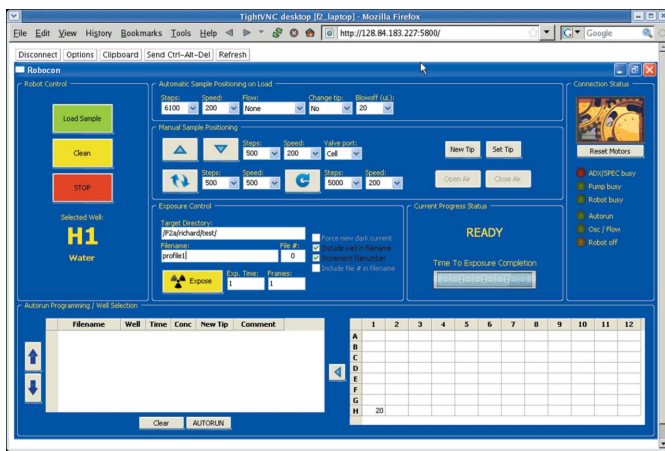 TightVNC desktop [f2_laptop] - Mozilla Firefox
File Edit View History Bookmarks Tools Help http://128.84.183.227:5800/ Google
Disconnect Options Clipboard Send Ctrl-Alt-Del Refresh
Robocon
Robot Control
Load Sample
Clean
STOP
Selected Well:
H1
Water
Automatic Sample Positioning on Load
Steps: Speed: Flow: Change tip: Blowoff (uL):
6100 200 None No 20
Manual Sample Positioning
Steps: Speed: Valve port:
500 200 Cell
New Tip Set Tip
Steps: Speed: Steps: Speed:
500 500 5000 200
Open Air Close Air
Exposure Control
Target Directory:
/F2a/richard/test/
Filename: File #:
profile1 0
Force new dark current
Include well in filename
Increment filenumber
Include file # in filename
Expose
Exp. Time: Frames:
1 1
Current Progress Status
READY
Time To Exposure Completion
Connection Status
Reset Motors
ADX/SPEC busy
Pump busy
Robot busy
Autorun
Osc / Flow
Robot off
Autorun Programming / Well Selection
Filename Well Time Conc New Tip Comment
Clear AUTORUN
1 2 3 4 5 6 7 8 9 10 11 12
A
B
C
D
E
F
G
H 20